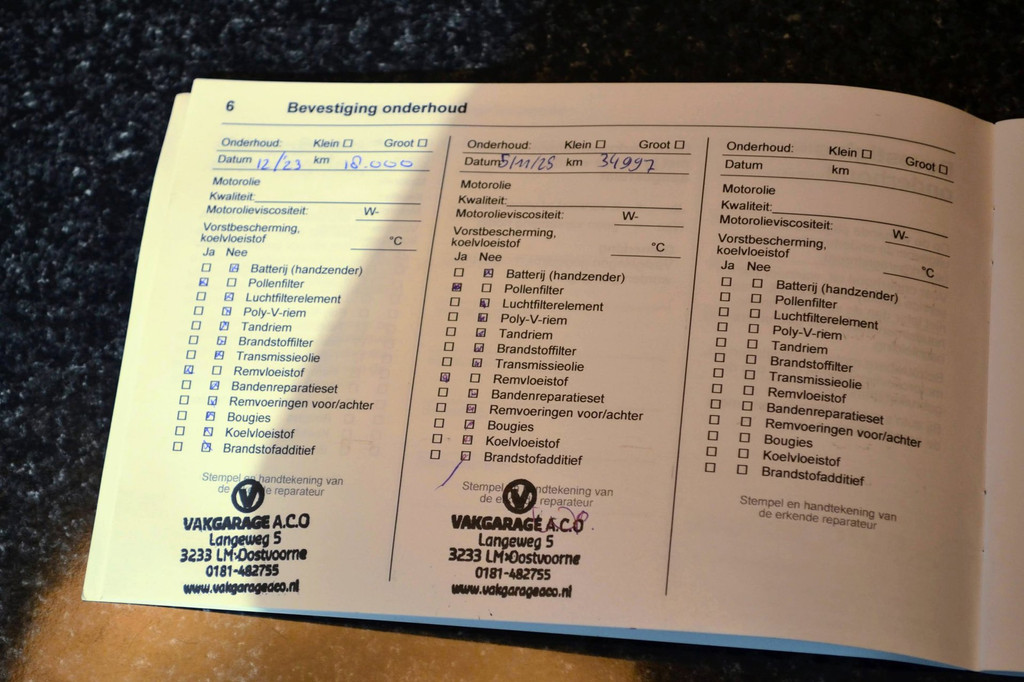 6 Bevestiging onderhoud
Onderhoud: Klein ☐ Groot ☐
Datum 12/23 km 18.000
Motorolie
Kwaliteit:
Motorolieviscositeit: W-
Vorstbescherming,
koelvloeistof °C
Ja Nee
Batterij (handzender)
Pollenfilter
Luchtfilterelement
Poly-V-riem
Tandriem
Brandstoffilter
Transmissieolie
Remvloeistof
Bandenreparatieset
Remvoeringen voor/achter
Bougies
Koelvloeistof
Brandstofadditief
Stempel en handtekening van
de erkende reparateur
VAKGARAGE A.C.O
Langeweg 5
3233 LM-Oostvoorne
0181-482755
www.vakgarageaco.nl
Onderhoud: Klein ☐ Groot ☐
Datum 5/11/25 km 34997
Motorolie
Kwaliteit:
Motorolieviscositeit: W-
Vorstbescherming,
koelvloeistof °C
Ja Nee
Batterij (handzender)
Pollenfilter
Luchtfilterelement
Poly-V-riem
Tandriem
Brandstoffilter
Transmissieolie
Remvloeistof
Bandenreparatieset
Remvoeringen voor/achter
Bougies
Koelvloeistof
Brandstofadditief
Stempel en handtekening van
de erkende reparateur
VAKGARAGE A.C.O
Langeweg 5
3233 LM-Oostvoorne
0181-482755
www.vakgarageaco.nl
Onderhoud: Klein ☐ Groot ☐
Datum km
Motorolie
Kwaliteit:
Motorolieviscositeit: W-
Vorstbescherming,
koelvloeistof °C
Ja Nee
Batterij (handzender)
Pollenfilter
Luchtfilterelement
Poly-V-riem
Tandriem
Brandstoffilter
Transmissieolie
Remvloeistof
Bandenreparatieset
Remvoeringen voor/achter
Bougies
Koelvloeistof
Brandstofadditief
Stempel en handtekening van
de erkende reparateur